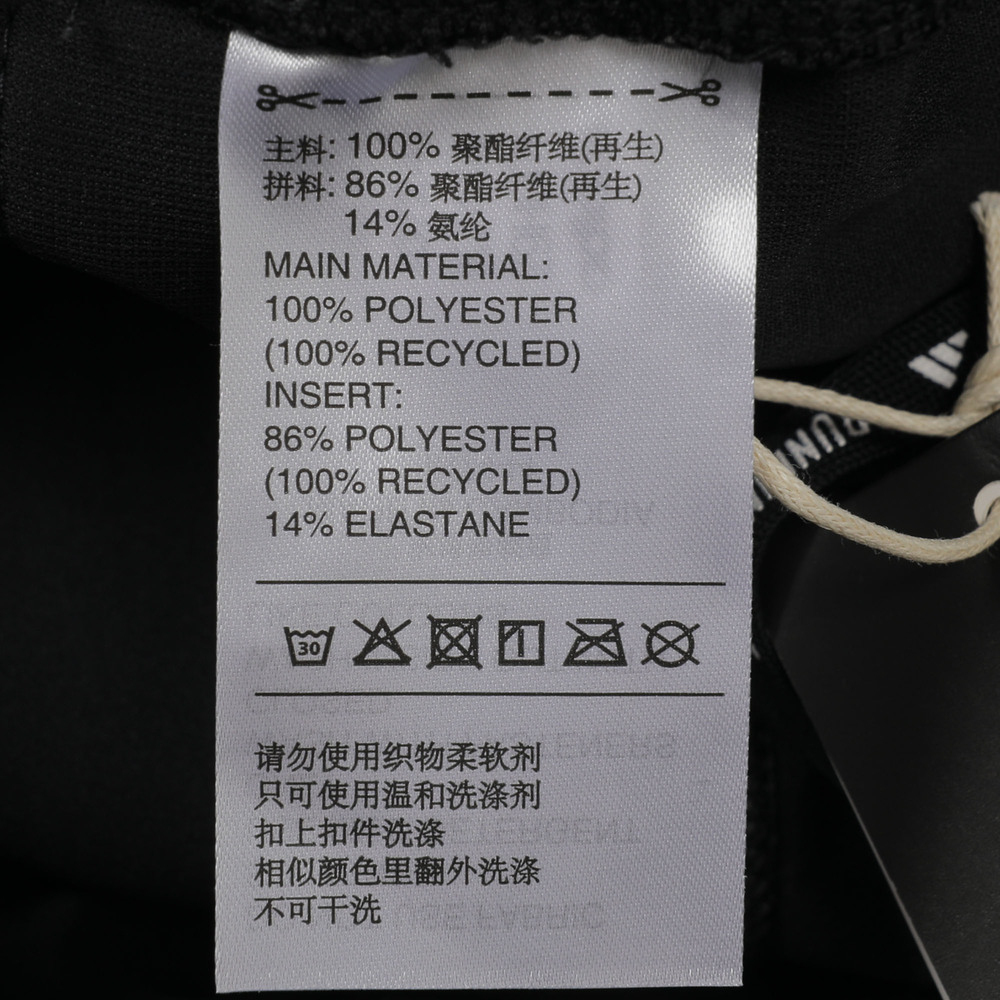 主料: 100% 聚酯纤维(再生)
拼料: 86% 聚酯纤维(再生)
14% 氨纶
MAIN MATERIAL:
100% POLYESTER
(100% RECYCLED)
INSERT:
86% POLYESTER
(100% RECYCLED)
14% ELASTANE
30
请勿使用织物柔软剂
只可使用温和洗涤剂
扣上扣件洗涤
相似颜色里翻外洗涤
不可干洗